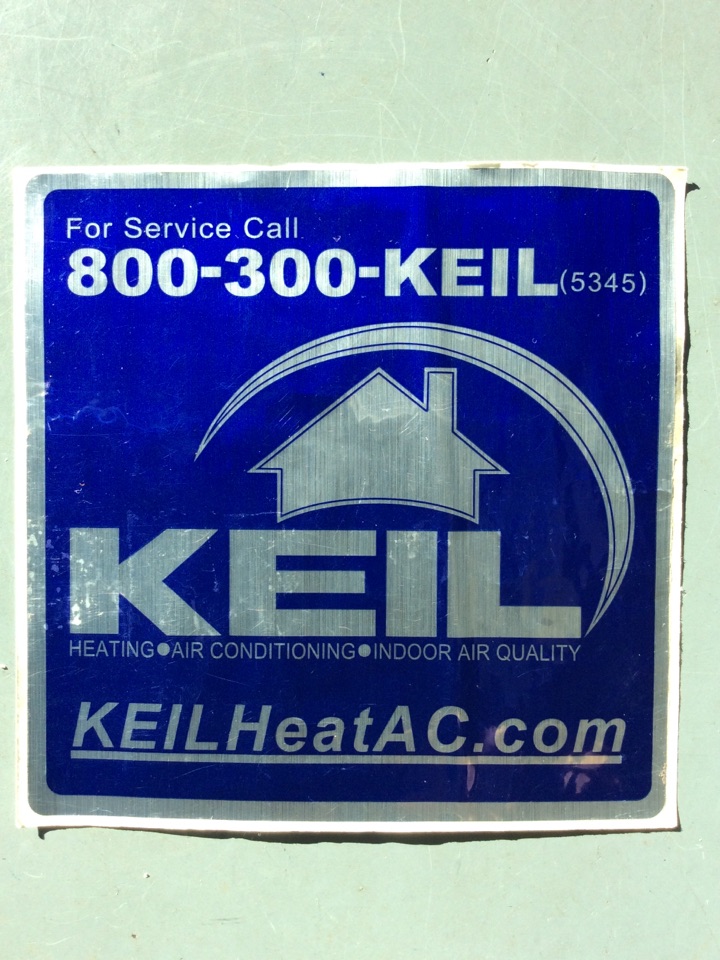 For Service Call
800-300-KEIL(5345)
KEIL
HEATING●AIR CONDITIONING●INDOOR AIR QUALITY
KEILHeatAC.com